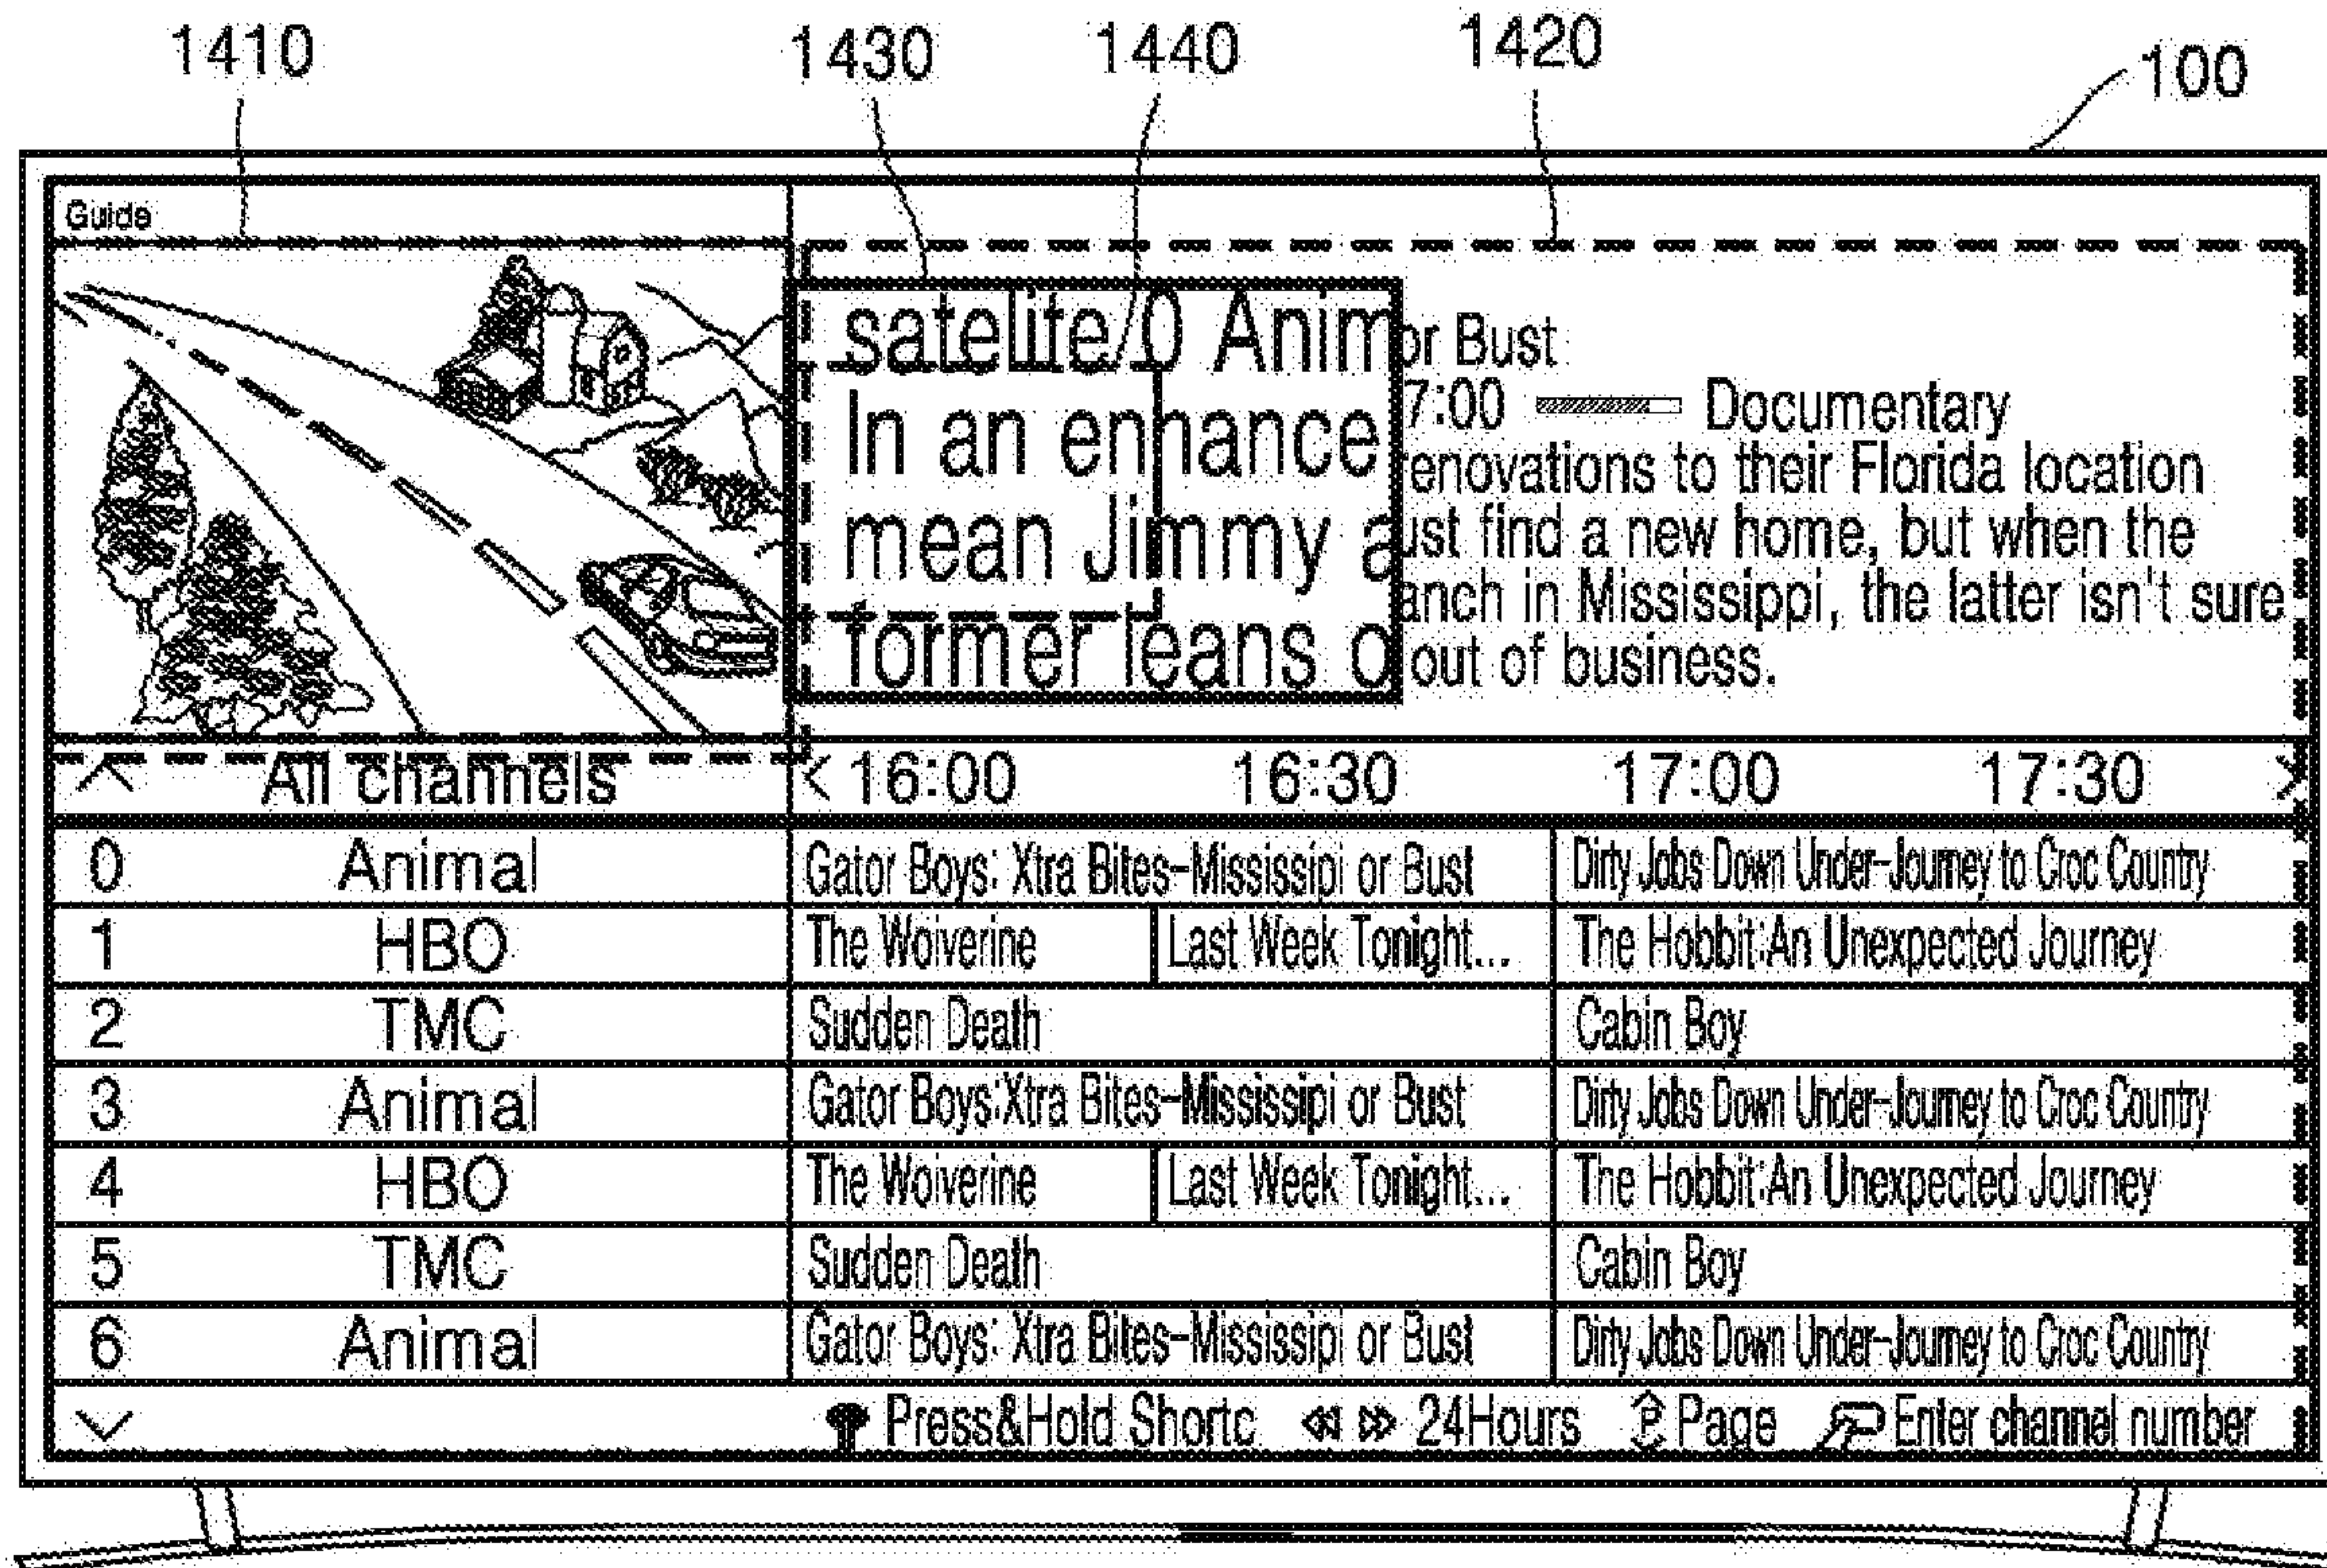 1410 1430 1440 1420 100
Guide
satelite/0 Anim
or Bust
In an enhance
7:00 Documentary
enovations to their Florida location
mean Jimmy a
ust find a new home, but when the
anch in Mississippi, the latter isn't sure
former leans o
out of business.
All channels < 16:00 16:30 17:00 17:30 >
0 Animal Gator Boys: Xtra Bites-Mississipi or Bust Dirty Jobs Down Under-Journey to Croc Country
1 HBO The Woiverine Last Week Tonight... The Hobbit:An Unexpected Journey
2 TMC Sudden Death Cabin Boy
3 Animal Gator Boys:Xtra Bites-Mississipi or Bust Dirty Jobs Down Under-Journey to Croc Country
4 HBO The Woiverine Last Week Tonight... The Hobbit:An Unexpected Journey
5 TMC Sudden Death Cabin Boy
6 Animal Gator Boys: Xtra Bites-Mississipi or Bust Dirty Jobs Down Under-Journey to Croc Country
Press&Hold Shortc 24Hours P Page Enter channel number